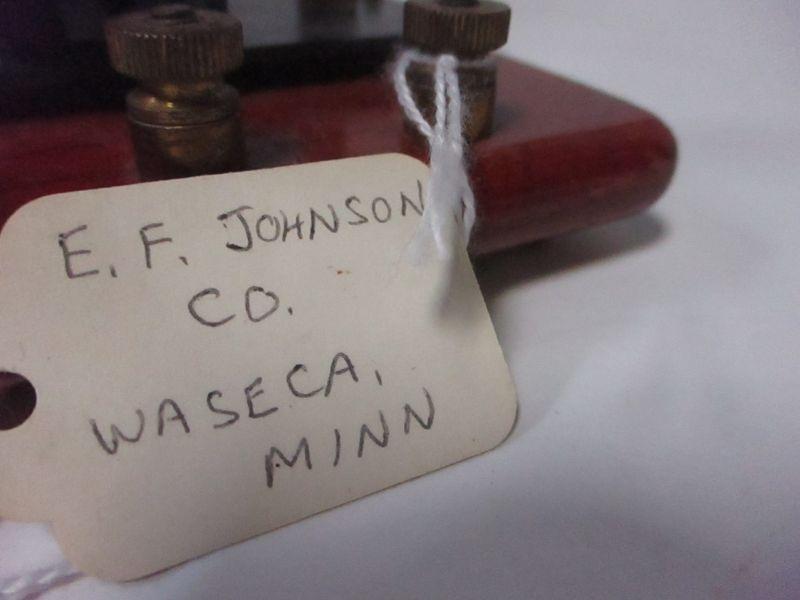 E. F. JOHNSON
CO.
WASECA,
MINN